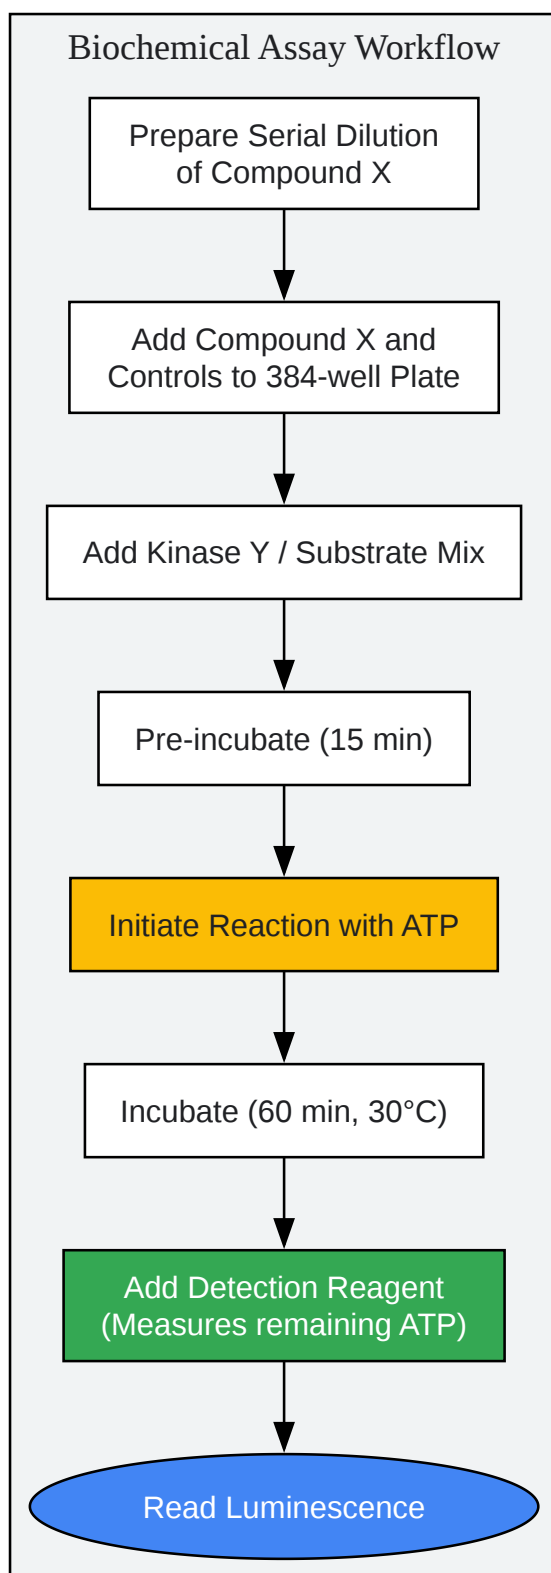 Biochemical Assay Workflow
Prepare Serial Dilution
of Compound X
Add Compound X and
Controls to 384-well Plate
Add Kinase Y / Substrate Mix
Pre-incubate (15 min)
Initiate Reaction with ATP
Incubate (60 min, 30°C)
Add Detection Reagent
(Measures remaining ATP)
Read Luminescence